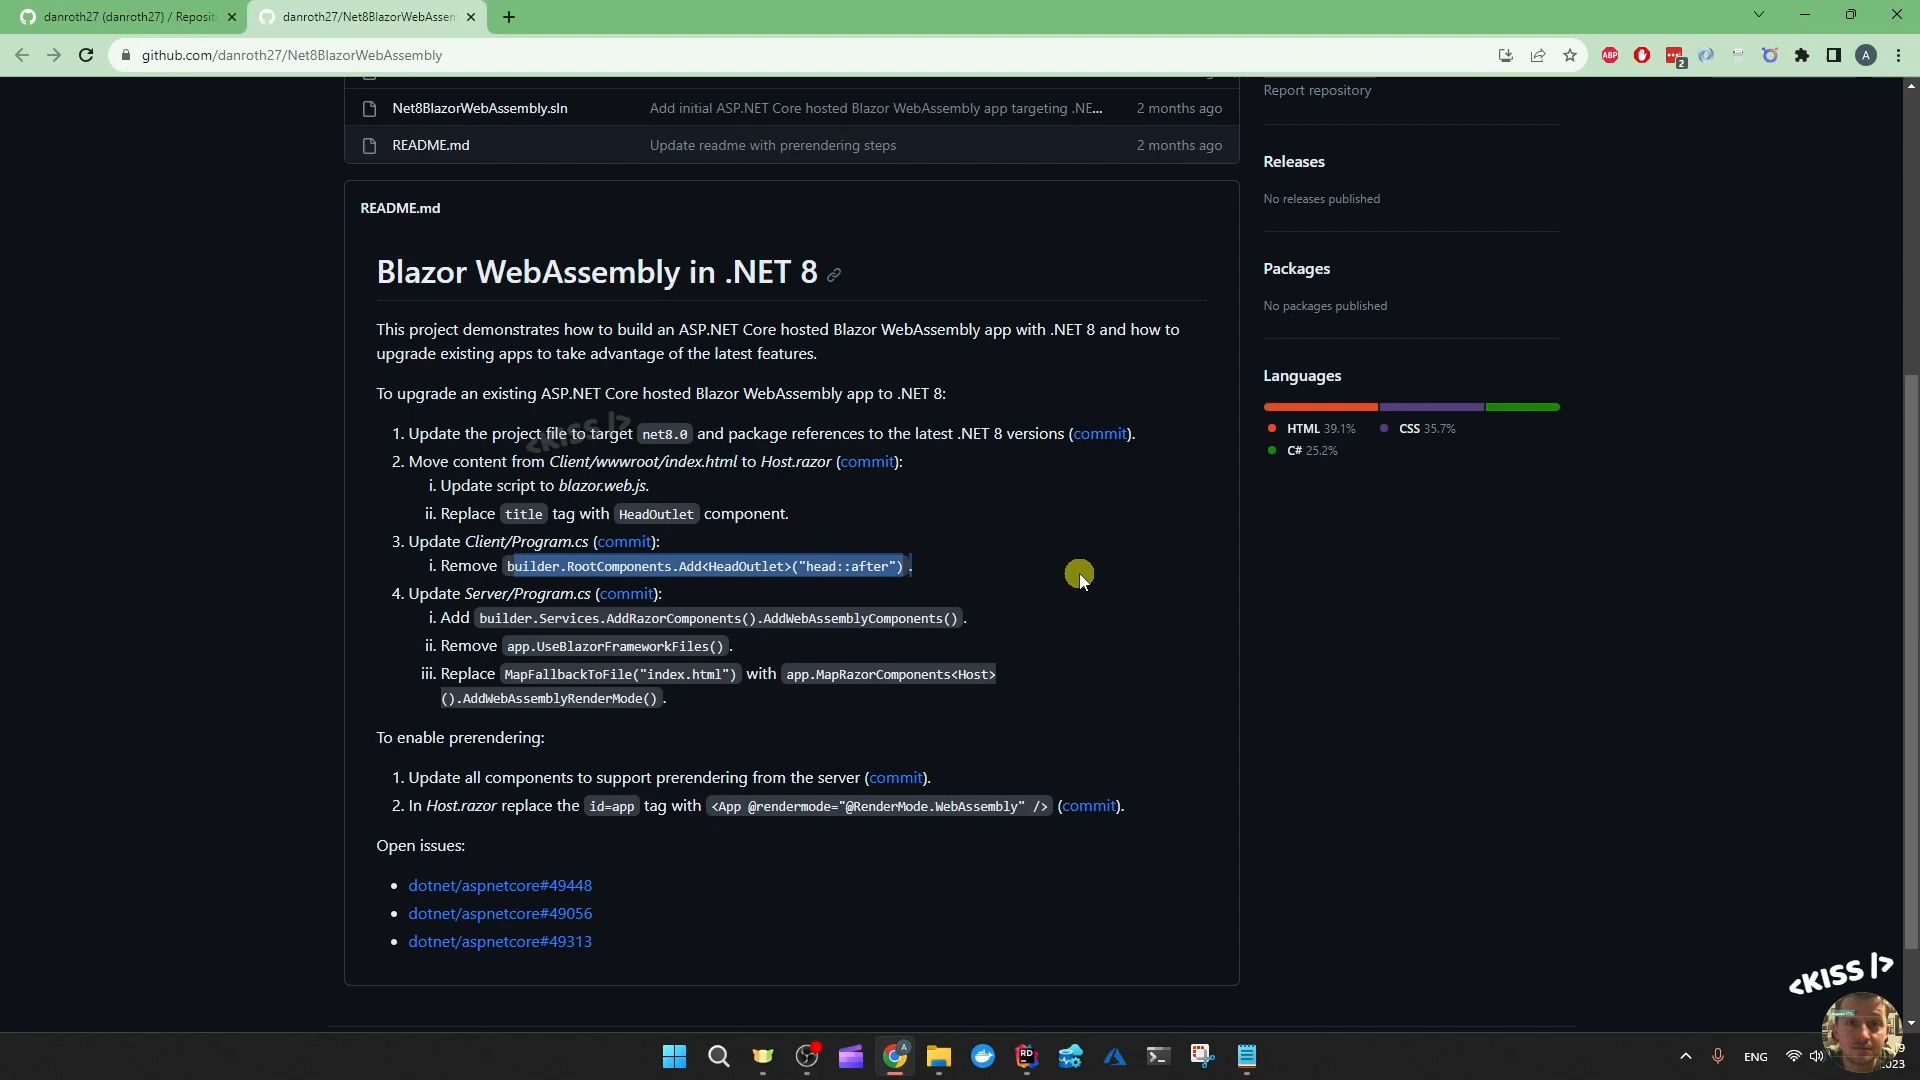 danroth27 (danroth27) / Reposit
danroth27/Net8BlazorWebAssem
github.com/danroth27/Net8BlazorWebAssembly
ABP
2
A
Net8BlazorWebAssembly.sln Add initial ASP.NET Core hosted Blazor WebAssembly app targeting .NE... 2 months ago
README.md Update readme with prerendering steps 2 months ago
Report repository
Releases
No releases published
Packages
No packages published
Languages
HTML 39.1% CSS 35.7%
C# 25.2%
README.md
Blazor WebAssembly in .NET 8
This project demonstrates how to build an ASP.NET Core hosted Blazor WebAssembly app with .NET 8 and how to
upgrade existing apps to take advantage of the latest features.
To upgrade an existing ASP.NET Core hosted Blazor WebAssembly app to .NET 8:
<KISS />
1. Update the project file to target net8.0 and package references to the latest .NET 8 versions (commit).
2. Move content from Client/wwwroot/index.html to Host.razor (commit):
i. Update script to blazor.web.js.
ii. Replace title tag with HeadOutlet component.
3. Update Client/Program.cs (commit):
i. Remove builder.RootComponents.Add<HeadOutlet>("head::after") .
4. Update Server/Program.cs (commit):
i. Add builder.Services.AddRazorComponents().AddWebAssemblyComponents() .
ii. Remove app.UseBlazorFrameworkFiles() .
iii. Replace MapFallbackToFile("index.html") with app.MapRazorComponents<Host>
().AddWebAssemblyRenderMode() .
To enable prerendering:
1. Update all components to support prerendering from the server (commit).
2. In Host.razor replace the id=app tag with <App @rendermode="@RenderMode.WebAssembly" /> (commit).
Open issues:
• dotnet/aspnetcore#49448
• dotnet/aspnetcore#49056
• dotnet/aspnetcore#49313
<KISS />
A
RD
ENG